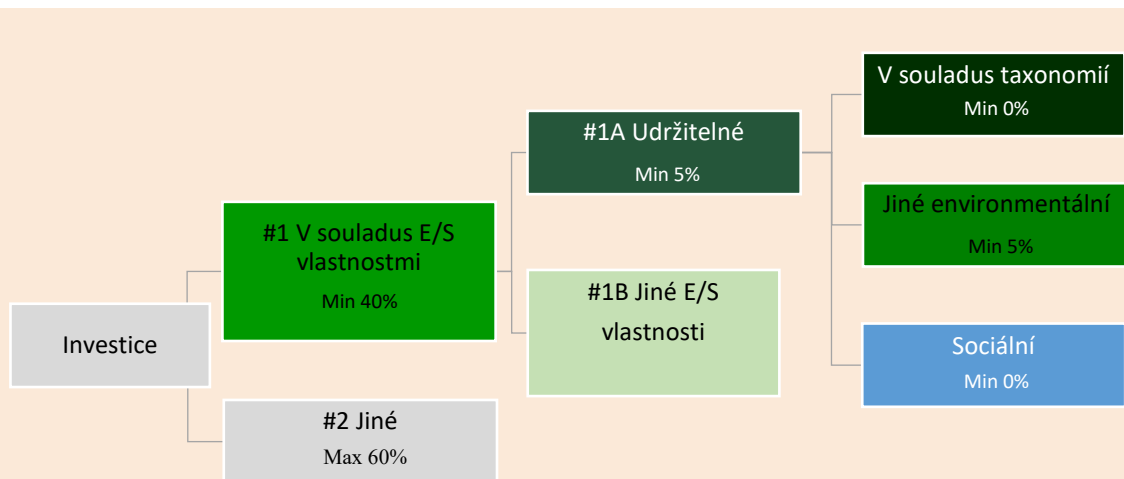 Investice
#1 V souladus E/S
vlastnostmi
Min 40%
#2 Jiné
Max 60%
#1A Udržitelné
Min 5%
#1B Jiné E/S
vlastnosti
V souladus taxonomií
Min 0%
Jiné environmentální
Min 5%
Sociální
Min 0%